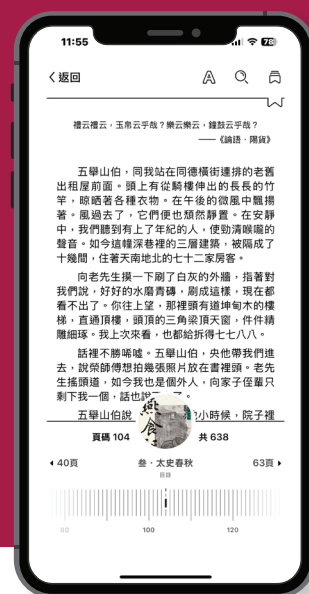 11:55
78
返回
禮云禮云，玉帛云乎哉？樂云樂云，鐘鼓云乎哉？
——《論語·陽貨》
五舉山伯，同我站在同德橫街連排的老舊
出租屋前面。頭上有從騎樓伸出的長長的竹
竿，晾晒著各種衣物。在午後的微風中飄揚
著。風過去了，它們便也頹然靜置。在安靜
中，我們聽到有上了年紀的人，使勁清喉嚨的
聲音。如今這幢深巷裡的三層建築，被隔成了
十幾間，住著天南地北的七十二家房客。
向老先生摸一下刷了白灰的外牆，指著對
我們說，好好的水磨青磚，刷成這樣，現在都
看不出了。你往上望，那裡頭有道坤甸木的樓
梯，直通頂樓，頭頂的三角梁頂天窗，件件精
雕細琢。我上次來看，也都給拆得七七八八。
話裡不勝唏噓。五舉山伯，央他帶我們進
去，說榮師傅想拍幾張照片放在書裡頭。老先
生搖頭道，如今我也是個外人，向家子侄輩只
剩下我一個，話也說
五舉山伯說
小時候，院子裡
燕食
頁碼 104
共 638
40頁
叁·太史春秋
63頁
目錄
80
100
120